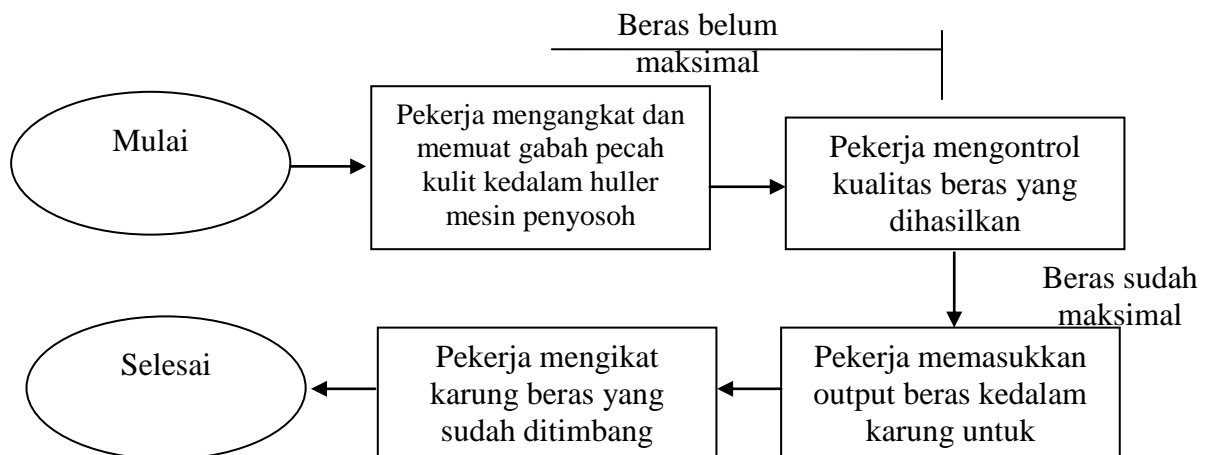 Beras belum
maksimal
Mulai
Pekerja mengangkat dan
memuat gabah pecah
kulit kedalam huller
mesin penyosoh
Pekerja mengontrol
kualitas beras yang
dihasilkan
Beras sudah
maksimal
Pekerja memasukkan
output beras kedalam
karung untuk
Pekerja mengikat
karung beras yang
sudah ditimbang
Selesai